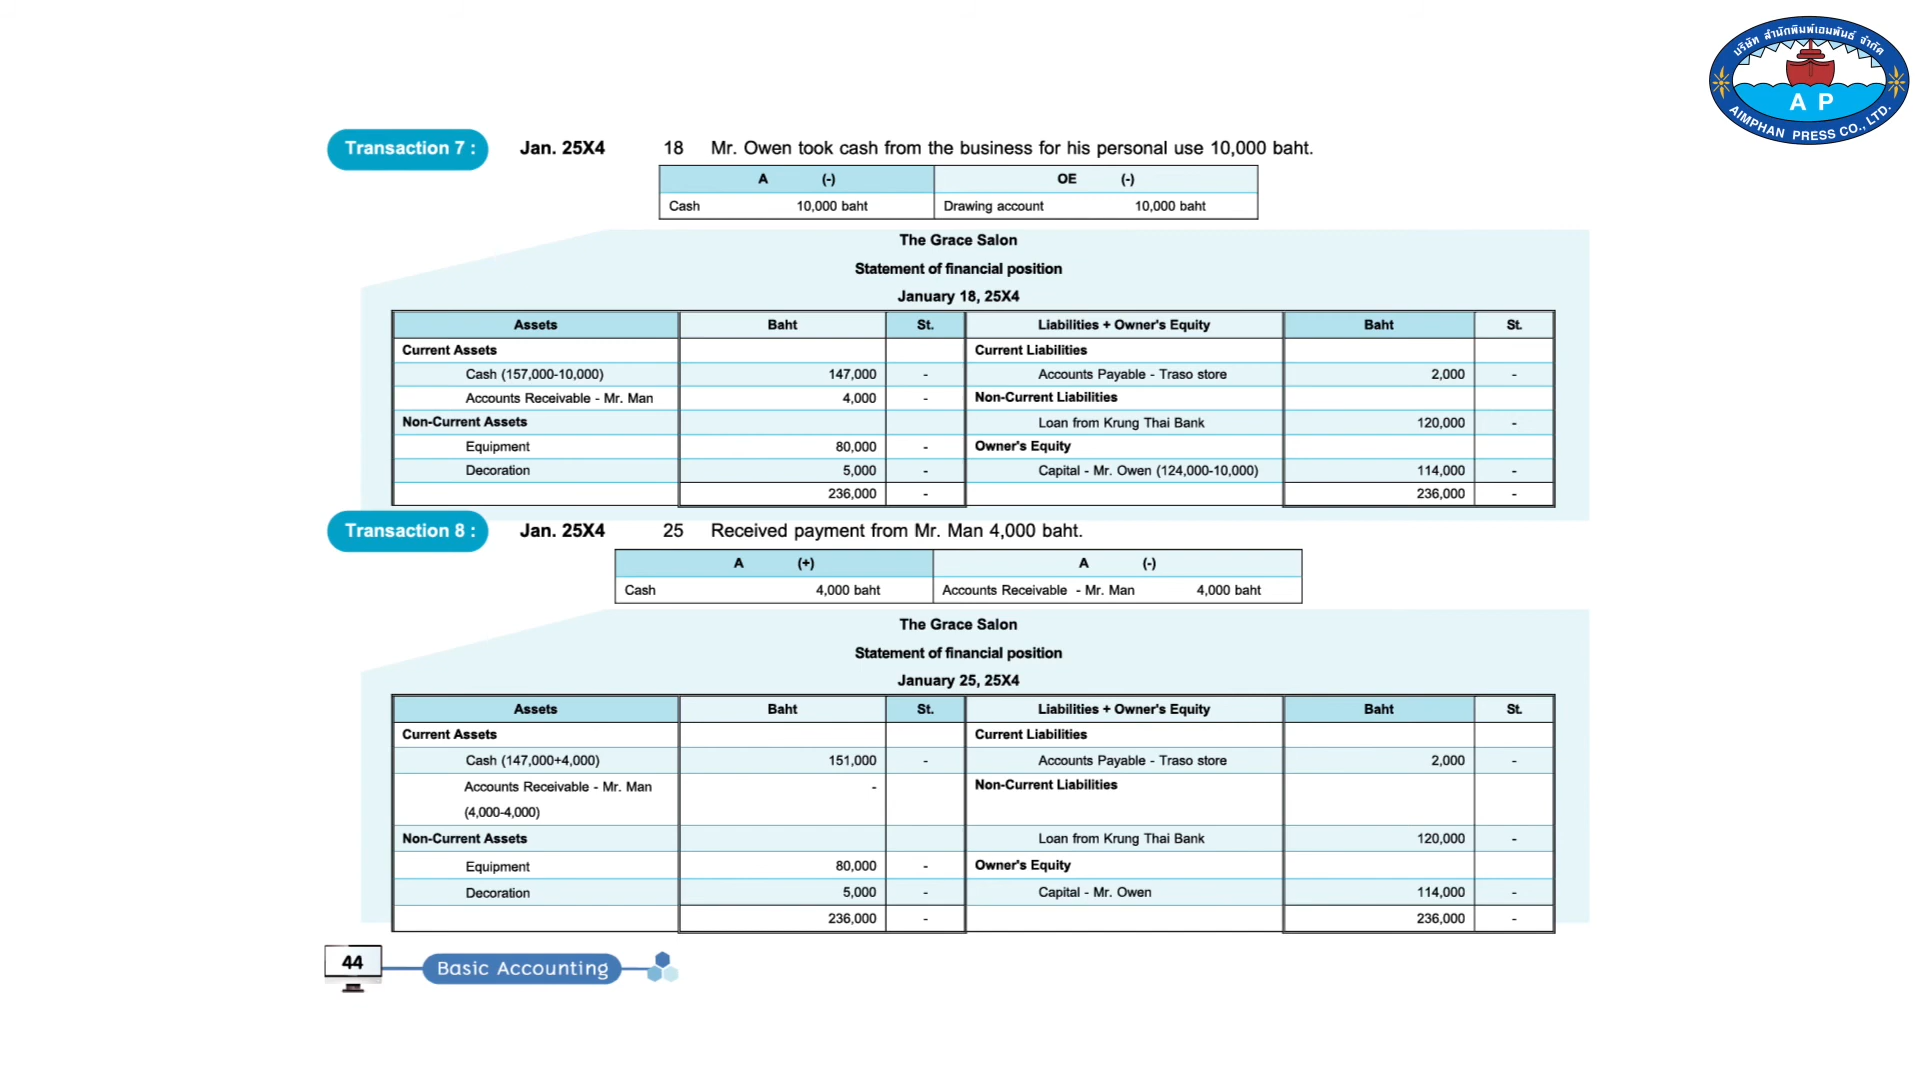 บริษัท สำนักพิมพ์เอมพันธ์ จำกัด
A P
AIMPHAN PRESS CO., LTD.
Transaction 7 : Jan. 25X4 18 Mr. Owen took cash from the business for his personal use 10,000 baht.
A (-) OE (-)
Cash 10,000 baht Drawing account 10,000 baht
The Grace Salon
Statement of financial position
January 18, 25X4
Assets Baht St. Liabilities + Owner's Equity Baht St.
Current Assets Current Liabilities
Cash (157,000-10,000) 147,000 - Accounts Payable - Traso store 2,000 -
Accounts Receivable - Mr. Man 4,000 - Non-Current Liabilities
Non-Current Assets Loan from Krung Thai Bank 120,000 -
Equipment 80,000 - Owner's Equity
Decoration 5,000 - Capital - Mr. Owen (124,000-10,000) 114,000 -
236,000 - 236,000 -
Transaction 8 : Jan. 25X4 25 Received payment from Mr. Man 4,000 baht.
A (+) A (-)
Cash 4,000 baht Accounts Receivable - Mr. Man 4,000 baht
The Grace Salon
Statement of financial position
January 25, 25X4
Assets Baht St. Liabilities + Owner's Equity Baht St.
Current Assets Current Liabilities
Cash (147,000+4,000) 151,000 - Accounts Payable - Traso store 2,000 -
Accounts Receivable - Mr. Man - Non-Current Liabilities
(4,000-4,000)
Non-Current Assets Loan from Krung Thai Bank 120,000 -
Equipment 80,000 - Owner's Equity
Decoration 5,000 - Capital - Mr. Owen 114,000 -
236,000 - 236,000 -
44 Basic Accounting